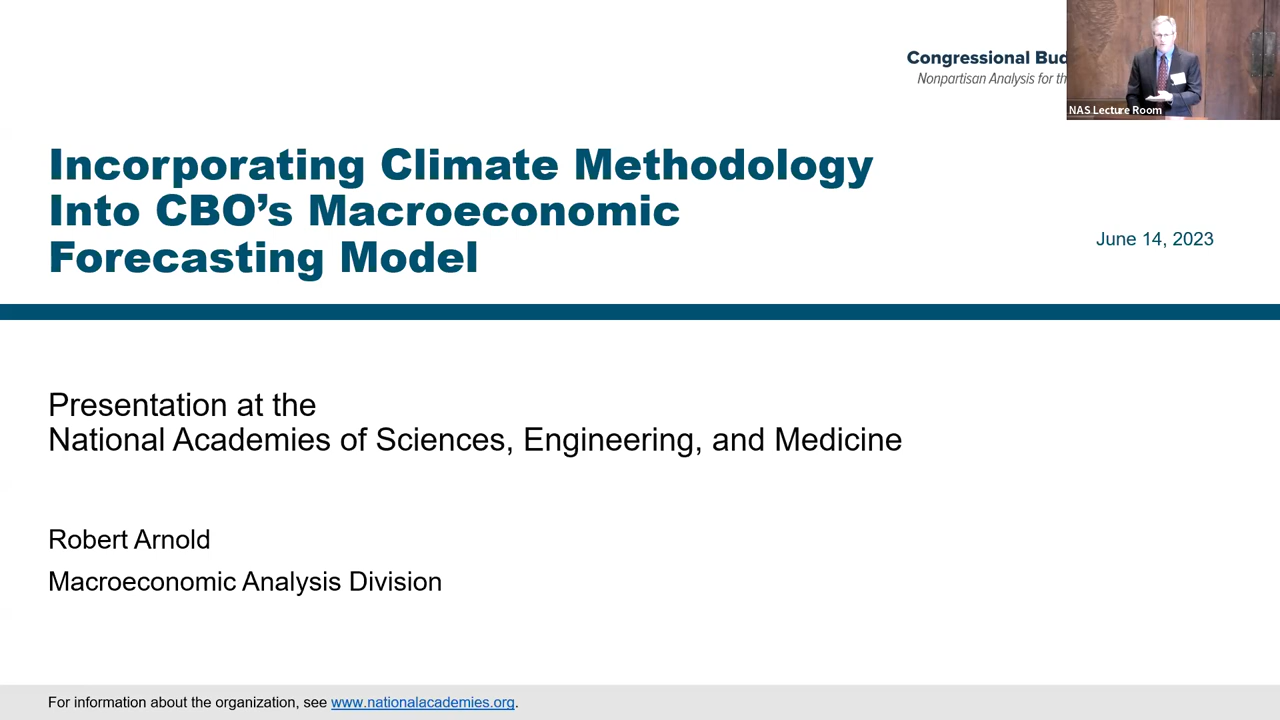 Congressional Bud
Nonpartisan Analysis for th
NAS Lecture Room
Incorporating Climate Methodology
Into CBO’s Macroeconomic
Forecasting Model
June 14, 2023
Presentation at the
National Academies of Sciences, Engineering, and Medicine
Robert Arnold
Macroeconomic Analysis Division
For information about the organization, see www.nationalacademies.org.